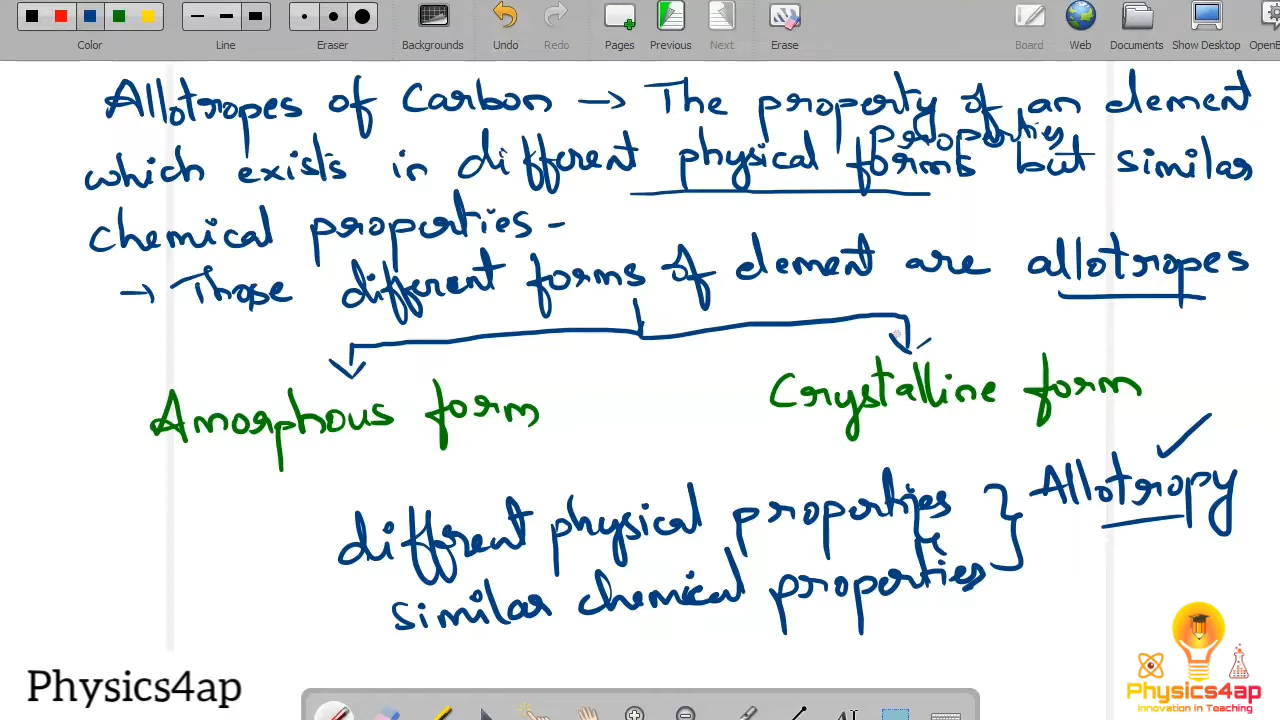 Color
Line
Eraser
Backgrounds
Undo
Redo
Pages
Previous
Next
Erase
Board
Web
Documents
Show Desktop
OpenB
Allotropes of Carbon → The property of an element
properties
which exists in different physical forms but similar
chemical properties -
→ Those different forms of element are allotropes
Amorphous form
Crystalline form
different physical properties
similar chemical properties
} Allotropy ✓
Physics4ap
Physics4ap
Innovation in Teaching